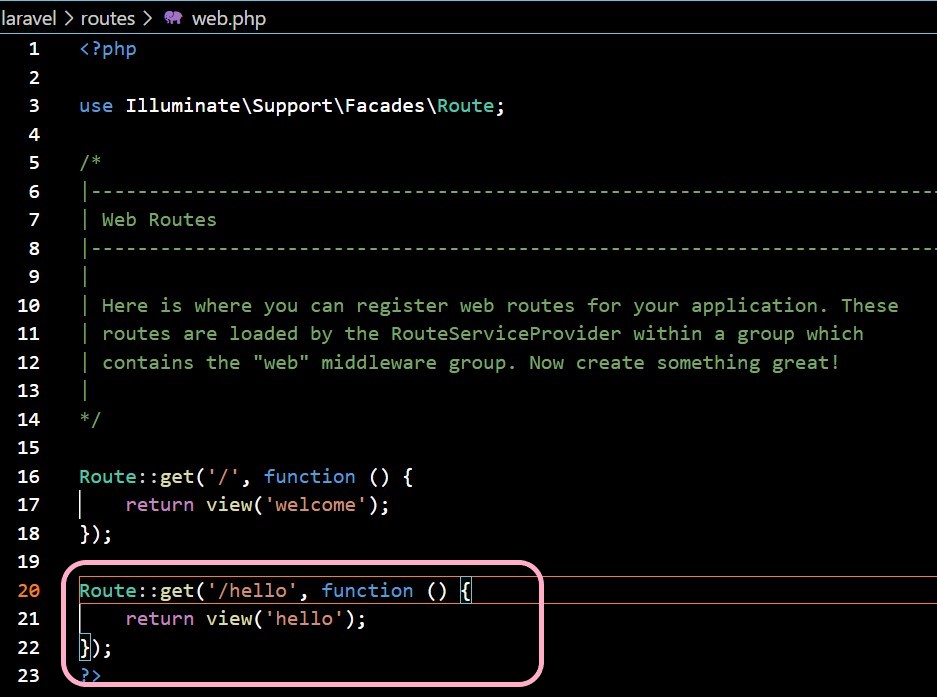 laravel > routes > web.php
1 <?php
2
3 use Illuminate\Support\Facades\Route;
4
5 /*
6 |--------------------------------------------------------------------------
7 | Web Routes
8 |--------------------------------------------------------------------------
9 |
10 | Here is where you can register web routes for your application. These
11 | routes are loaded by the RouteServiceProvider within a group which
12 | contains the "web" middleware group. Now create something great!
13 |
14 */
15
16 Route::get('/', function () {
17     return view('welcome');
18 });
19
20 Route::get('/hello', function () {
21     return view('hello');
22 });
23 ?>